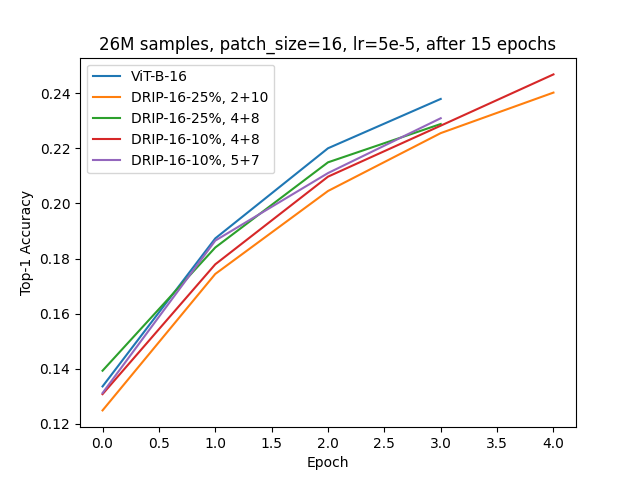 26M samples, patch_size=16, lr=5e-5, after 15 epochs
ViT-B-16
DRIP-16-25%, 2+10
DRIP-16-25%, 4+8
DRIP-16-10%, 4+8
DRIP-16-10%, 5+7
Top-1 Accuracy
0.24
0.22
0.20
0.18
0.16
0.14
0.12
0.0 0.5 1.0 1.5 2.0 2.5 3.0 3.5 4.0
Epoch